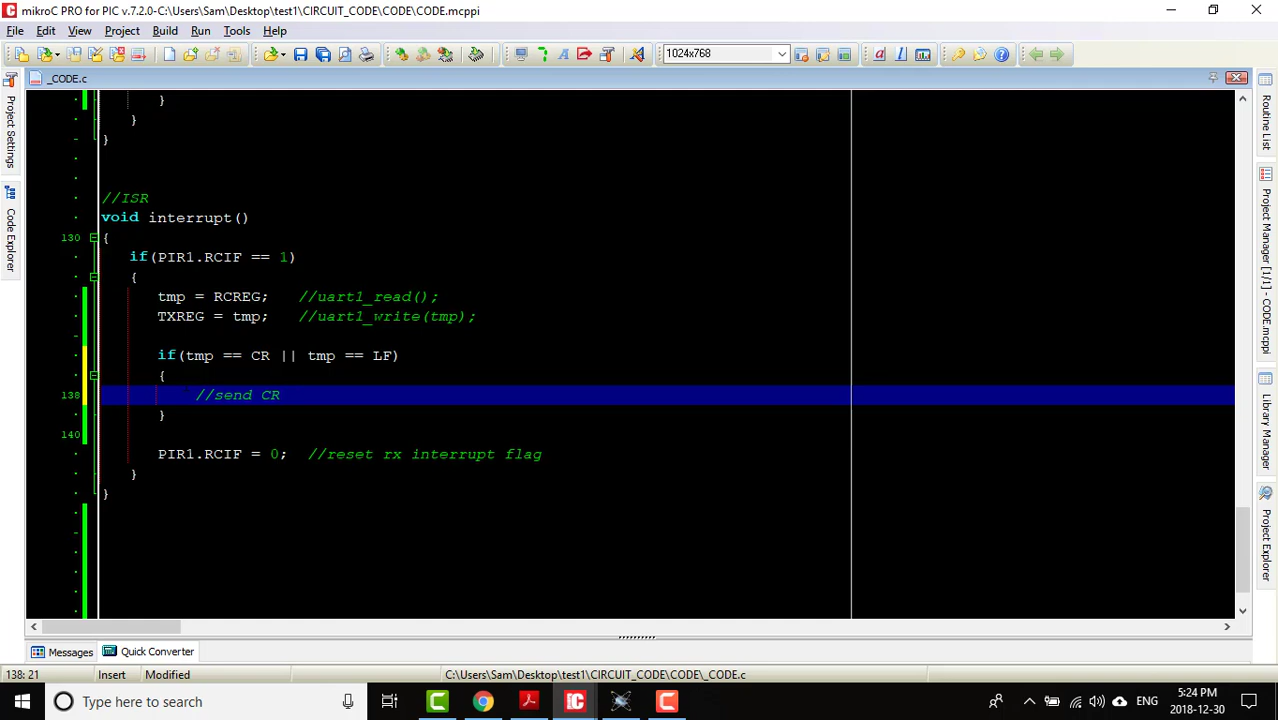 mikroC PRO for PIC v.7.2.0-C:\Users\Sam\Desktop\test1\CIRCUIT_CODE\CODE\CODE.mcppi
File Edit View Project Build Run Tools Help
1024x768
_CODE.c
}
}
}
//ISR
void interrupt()
130 {
if(PIR1.RCIF == 1)
{
tmp = RCREG; //uart1_read();
TXREG = tmp; //uart1_write(tmp);
if(tmp == CR || tmp == LF)
{
138 //send CR
}
140
PIR1.RCIF = 0; //reset rx interrupt flag
}
}
Project Settings
Code Explorer
Routine List
Project Manager [1/1] - CODE.mcppi
Library Manager
Project Explorer
Messages Quick Converter
138: 21 Insert Modified C:\Users\Sam\Desktop\test1\CIRCUIT_CODE\CODE\_CODE.c
Type here to search
ENG
5:24 PM
2018-12-30